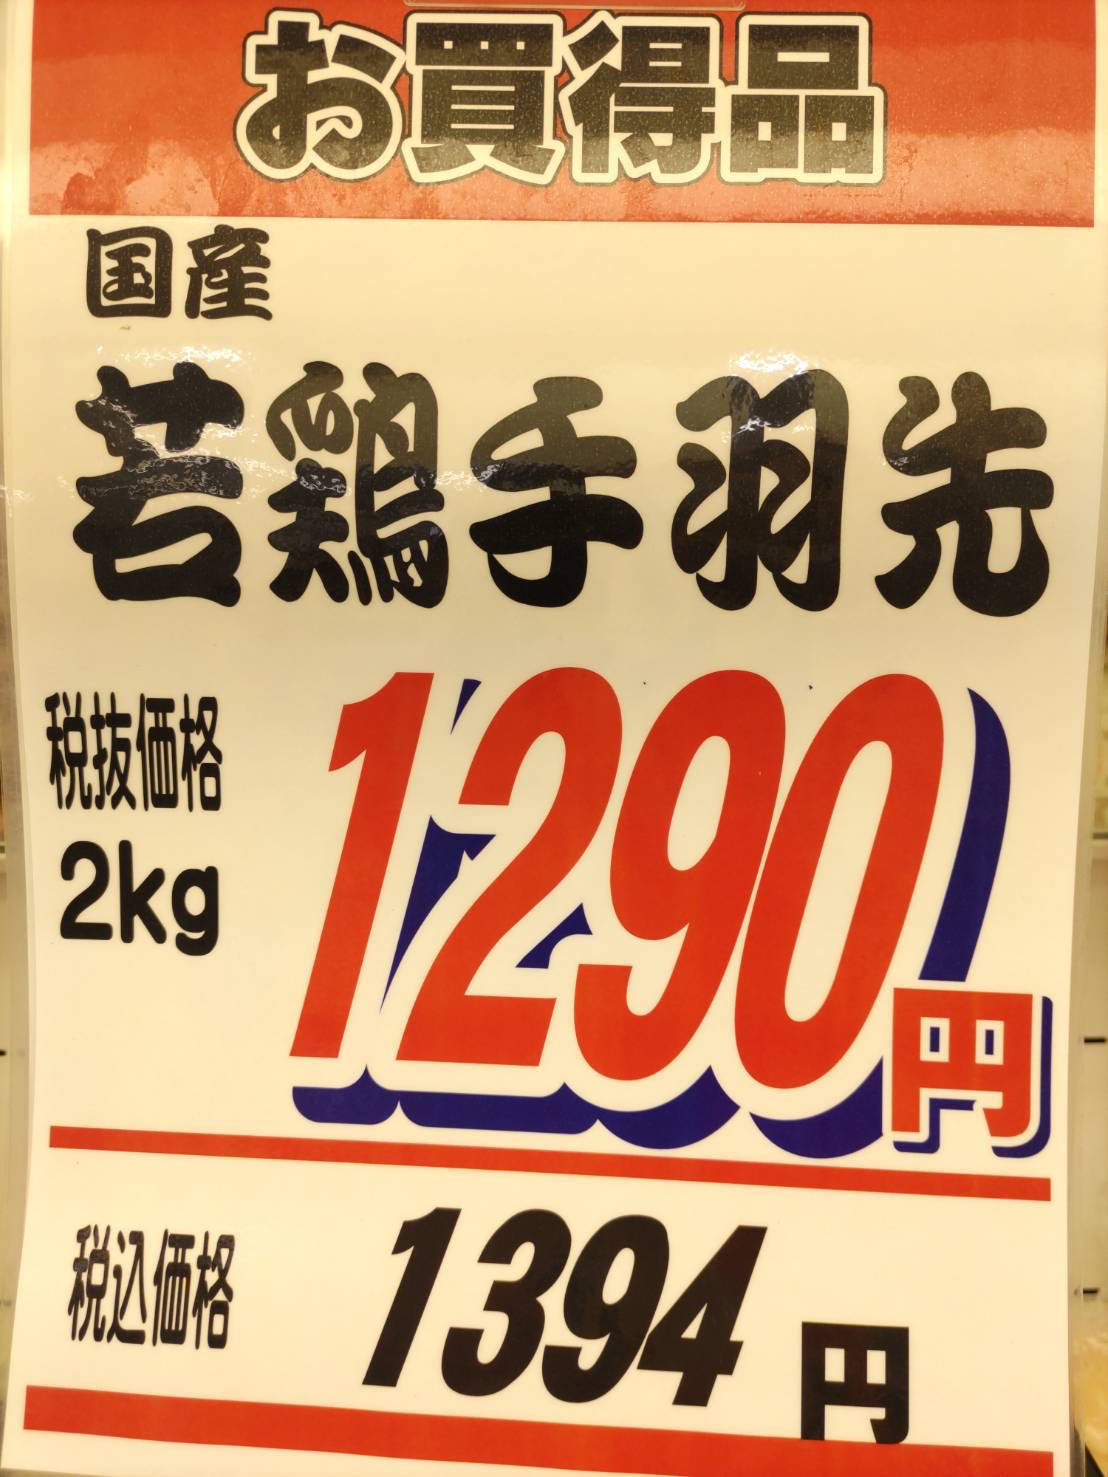 お買得品
国産
若鶏手羽先
税抜価格
2kg
1290円
税込価格
1394円